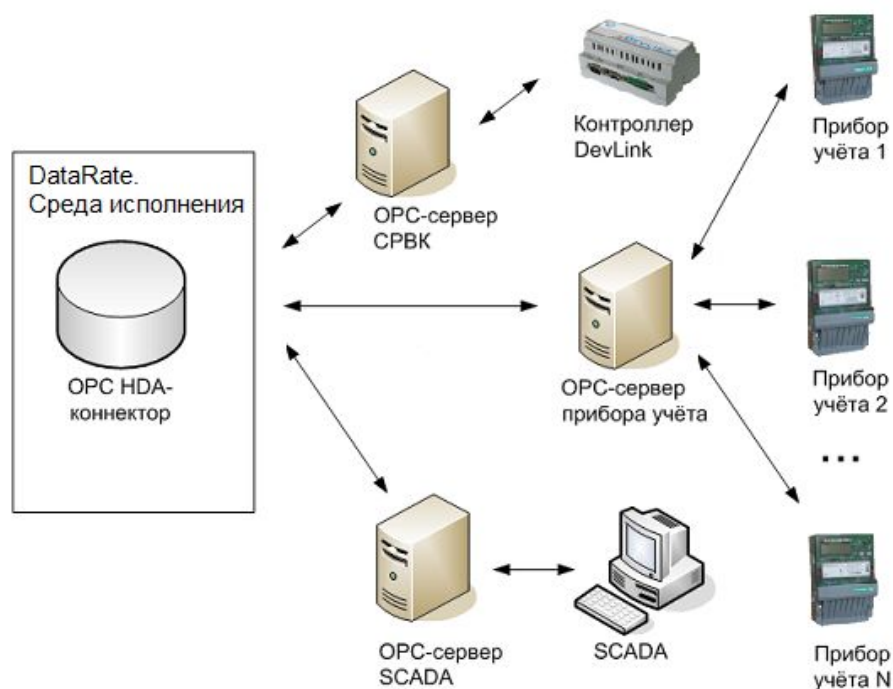 Контроллер
DevLink
Прибор
учёта 1
DataRate.
Среда исполнения
OPC-сервер
СРВК
OPC HDA-
коннектор
OPC-сервер
прибора учёта
Прибор
учёта 2
...
OPC-сервер
SCADA
SCADA
Прибор
учёта N